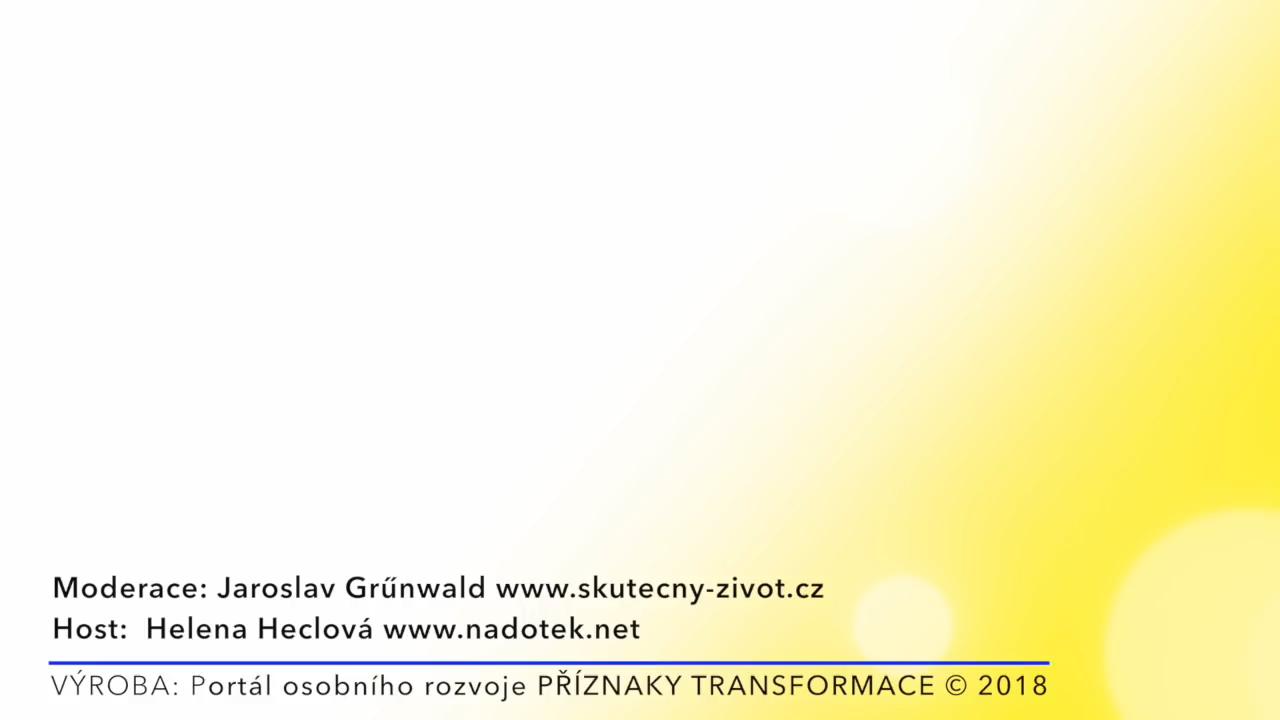 Moderace: Jaroslav Grűnwald www.skutecny-zivot.cz
Host:  Helena Heclová www.nadotek.net
VÝROBA: Portál osobního rozvoje PŘÍZNAKY TRANSFORMACE © 2018